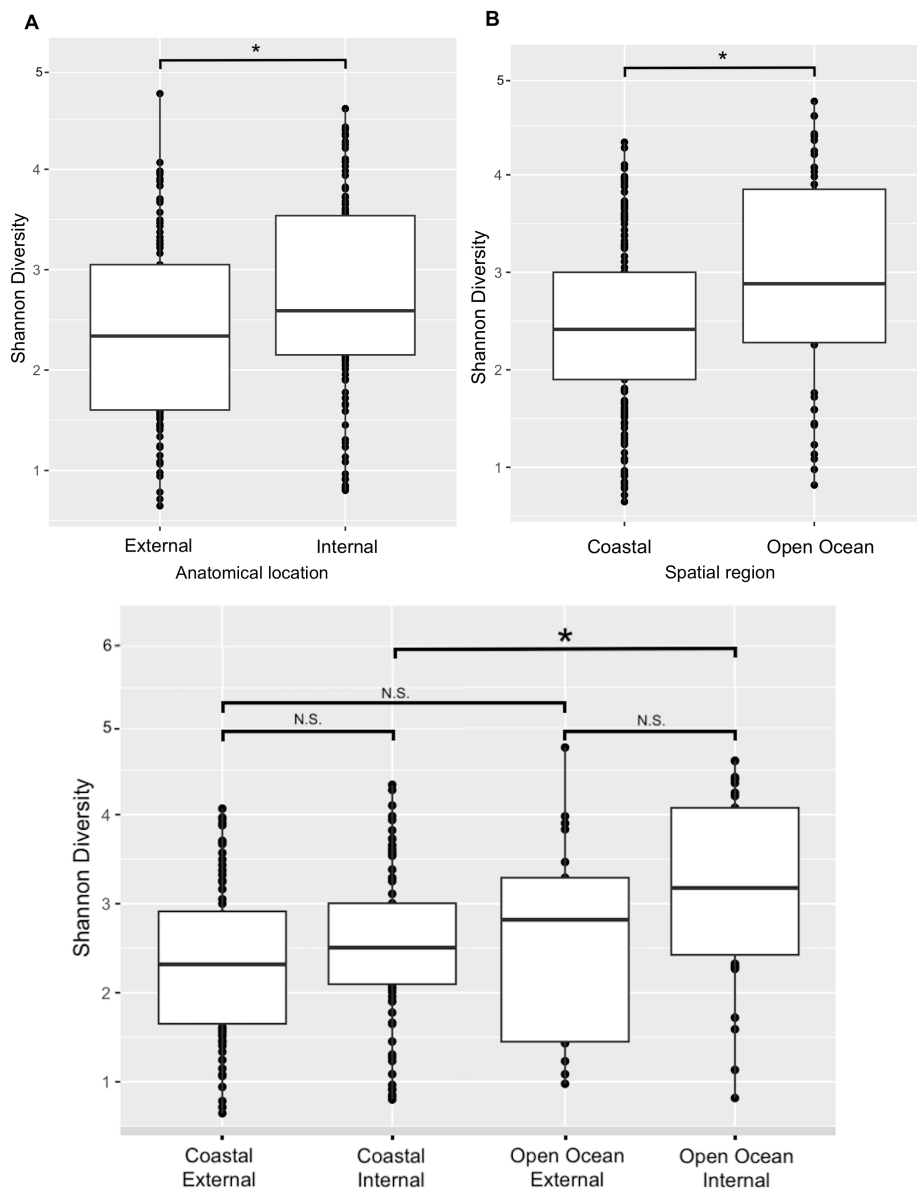 A
*
5
4
3
2
1
Shannon Diversity
External Internal
Anatomical location
B
*
5
4
3
2
1
Shannon Diversity
Coastal Open Ocean
Spatial region
6
5
4
3
2
1
Shannon Diversity
*
N.S.
N.S. N.S.
Coastal Coastal Open Ocean Open Ocean
External Internal External Internal